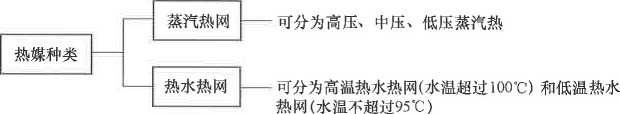 蒸汽热网
可分为高压、中压、低压蒸汽热
热媒种类
热水热网
可分为高温热水热网(水温超过100℃) 和低温热水
热网(水温不超过95℃)